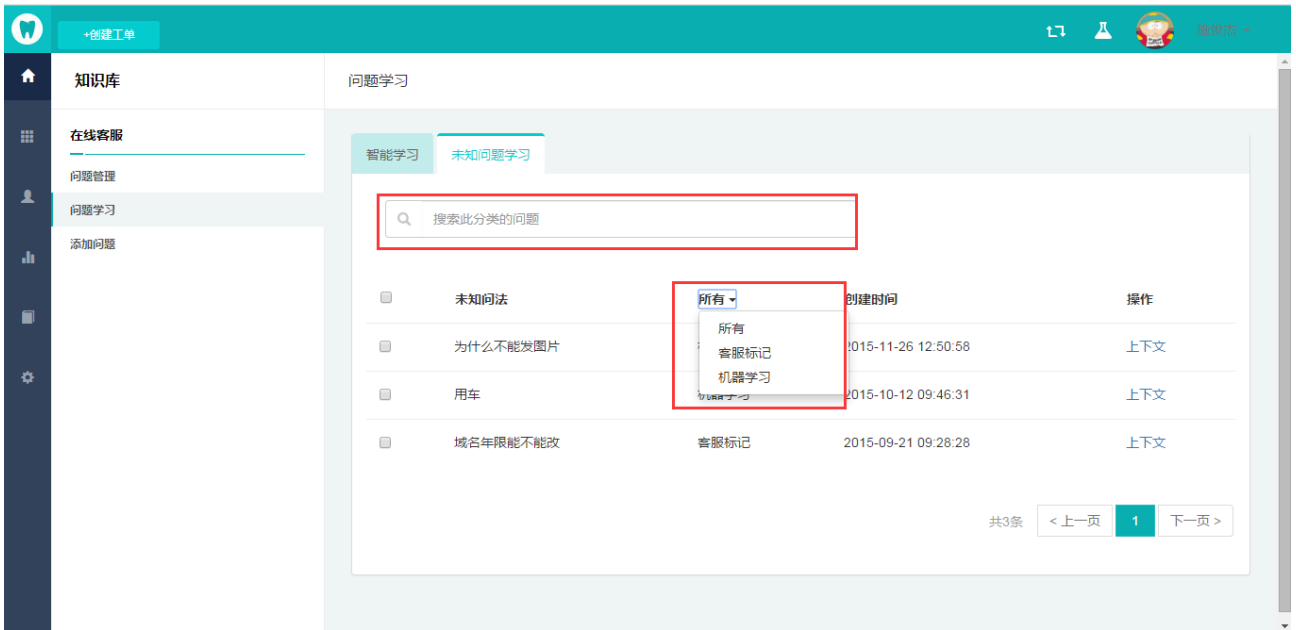 +创建工单
知识库
问题学习
在线客服
问题管理
问题学习
添加问题
智能学习 未知问题学习
搜索此分类的问题
未知问法 所有 创建时间 操作
所有
客服标记
机器学习
为什么不能发图片 2015-11-26 12:50:58 上下文
用车 机器学习 2015-10-12 09:46:31 上下文
域名年限能不能改 客服标记 2015-09-21 09:28:28 上下文
共3条 <上一页 1 下一页>